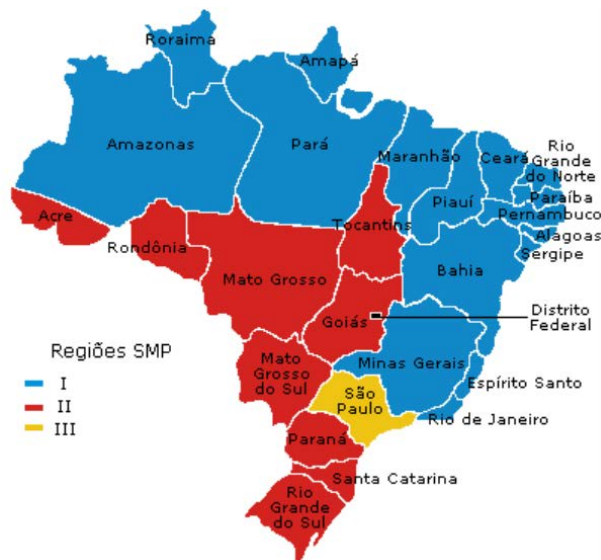 Roraima
Amapá
Amazonas
Pará
Maranhão
Ceará
Rio
Grande
do Norte
Paraíba
Piauí
Pernambuco
Alagoas
Sergipe
Acre
Rondônia
Tocantins
Mato Grosso
Bahia
Goiás
Distrito
Federal
Mato
Grosso
do Sul
Minas Gerais
Espírito Santo
São
Paulo
Rio de Janeiro
Paraná
Santa Catarina
Rio
Grande
do Sul
Regiões SMP
I
II
III